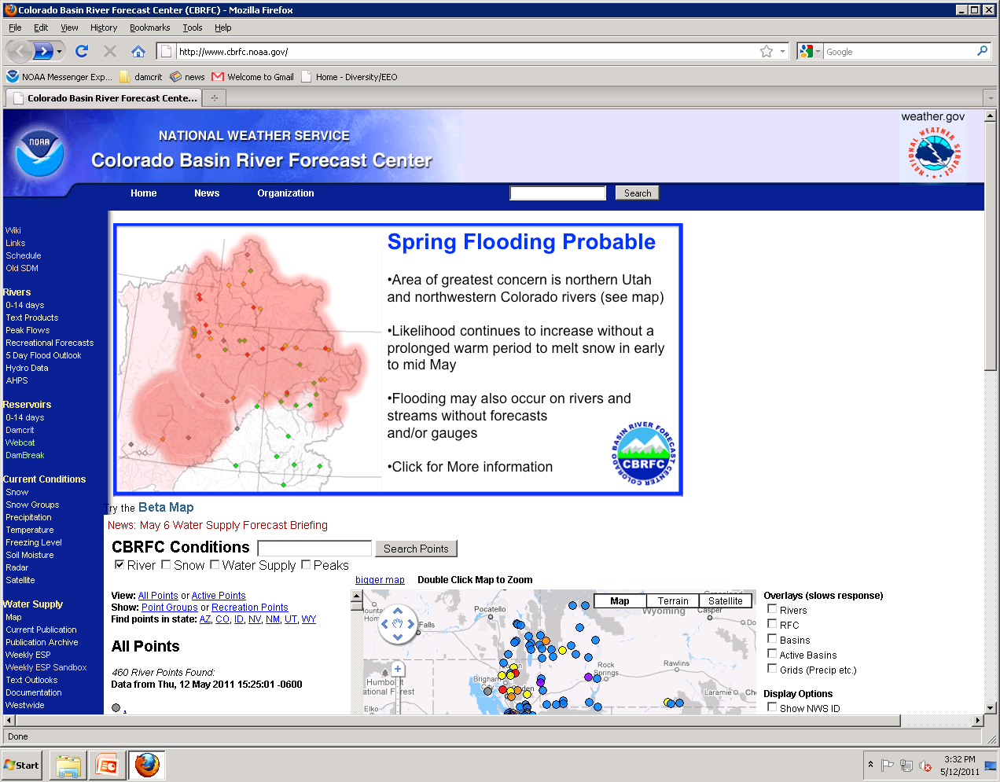 Colorado Basin River Forecast Center (CBRFC) - Mozilla Firefox
File Edit View History Bookmarks Tools Help
http://www.cbrfc.noaa.gov/
Google
NOAA Messenger Exp... damcrit news Welcome to Gmail Home - Diversity/EEO
Colorado Basin River Forecast Cente...
NOAA
NATIONAL WEATHER SERVICE
Colorado Basin River Forecast Center
weather.gov
NATIONAL WEATHER SERVICE
Home News Organization Search
Wiki
Links
Schedule
Old SDM
Rivers
0-14 days
Text Products
Peak Flows
Recreational Forecasts
5 Day Flood Outlook
Hydro Data
AHPS
Reservoirs
0-14 days
Damcrit
Webcat
DamBreak
Current Conditions
Snow
Snow Groups
Precipitation
Temperature
Freezing Level
Soil Moisture
Radar
Satellite
Water Supply
Map
Current Publication
Publication Archive
Weekly ESP
Weekly ESP Sandbox
Text Outlooks
Documentation
Westwide
Spring Flooding Probable
•Area of greatest concern is northern Utah
and northwestern Colorado rivers (see map)
•Likelihood continues to increase without a
prolonged warm period to melt snow in early
to mid May
•Flooding may also occur on rivers and
streams without forecasts
and/or gauges
•Click for More information
COLORADO BASIN RIVER FORECAST CENTER
CBRFC
Try the Beta Map
News: May 6 Water Supply Forecast Briefing
CBRFC Conditions Search Points
River Snow Water Supply Peaks
bigger map Double Click Map to Zoom
View: All Points or Active Points
Show: Point Groups or Recreation Points
Find points in state: AZ, CO, ID, NV, NM, UT, WY
All Points
460 River Points Found:
Data from Thu, 12 May 2011 15:25:01 -0600
Map Terrain Satellite
Pocatello
Wyoming
Casper
Falls
Rock
Springs
Rawlins
Laramie
Brigham
Elko
Overlays (slows response)
Rivers
RFC
Basins
Active Basins
Grids (Precip etc.)
Display Options
Show NWS ID
Done
Start
3:32 PM
5/12/2011